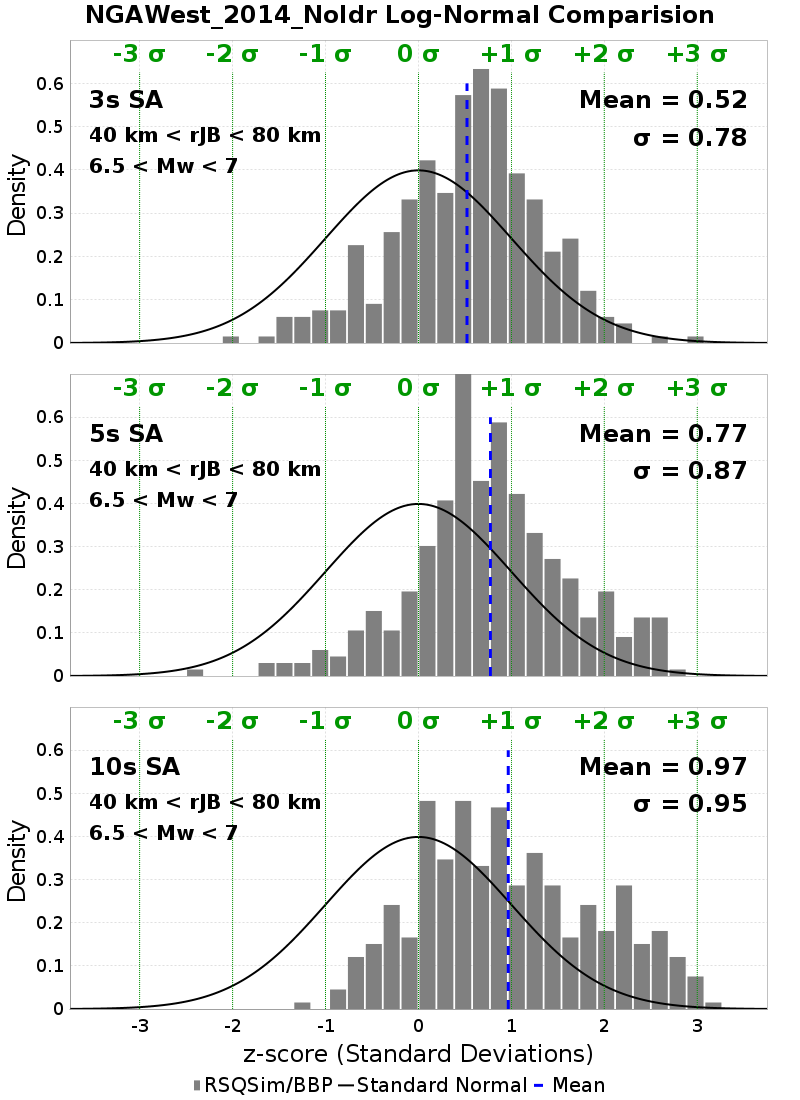 NGAWest_2014_NoIdr Log-Normal Comparision
-3 σ -2 σ -1 σ 0 σ +1 σ +2 σ +3 σ
3s SA
Mean = 0.52
40 km < rJB < 80 km
σ = 0.78
6.5 < Mw < 7
Density
0.6
0.5
0.4
0.3
0.2
0.1
0
-3 σ -2 σ -1 σ 0 σ +1 σ +2 σ +3 σ
5s SA
Mean = 0.77
40 km < rJB < 80 km
σ = 0.87
6.5 < Mw < 7
Density
0.6
0.5
0.4
0.3
0.2
0.1
0
-3 σ -2 σ -1 σ 0 σ +1 σ +2 σ +3 σ
10s SA
Mean = 0.97
40 km < rJB < 80 km
σ = 0.95
6.5 < Mw < 7
Density
0.6
0.5
0.4
0.3
0.2
0.1
0
-3 -2 -1 0 1 2 3
z-score (Standard Deviations)
RSQSim/BBP Standard Normal Mean